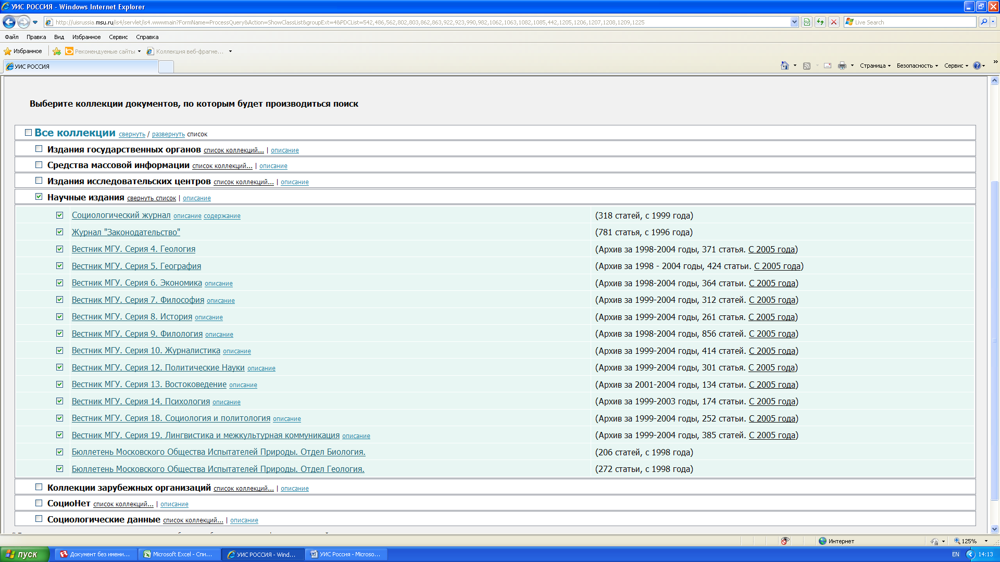 УИС РОССИЯ - Windows Internet Explorer
http://uisrussia.msu.ru/is4/servlet/is4.wwwmain?FormName=ProcessQuery&Action=ShowClassList&groupExt=4&PDCList=542,486,562,802,803,862,863,922,923,990,982,1062,1063,1082,1085,442,1205,1206,1207,1208,1209,1225
Live Search
Файл Правка Вид Избранное Сервис Справка
Избранное Рекомендуемые сайты Коллекция веб-фрагме...
УИС РОССИЯ
Страница Безопасность Сервис »
Выберите коллекции документов, по которым будет производиться поиск
Все коллекции свернуть / развернуть список
Издания государственных органов список коллекций... | описание
Средства массовой информации список коллекций... | описание
Издания исследовательских центров список коллекций... | описание
Научные издания свернуть список | описание
Социологический журнал описание содержание (318 статей, с 1999 года)
Журнал "Законодательство" (781 статья, с 1996 года)
Вестник МГУ. Серия 4. Геология (Архив за 1998-2004 годы, 371 статья. С 2005 года)
Вестник МГУ. Серия 5. География (Архив за 1998 - 2004 годы, 424 статьи. С 2005 года)
Вестник МГУ. Серия 6. Экономика описание (Архив за 1998-2004 годы, 364 статьи. С 2005 года)
Вестник МГУ. Серия 7. Философия описание (Архив за 1999-2004 годы, 312 статей. С 2005 года)
Вестник МГУ. Серия 8. История описание (Архив за 1999-2004 годы, 261 статья. С 2005 года)
Вестник МГУ. Серия 9. Филология описание (Архив за 1998-2004 годы, 856 статей. С 2005 года)
Вестник МГУ. Серия 10. Журналистика описание (Архив за 1999-2004 годы, 414 статей. С 2005 года)
Вестник МГУ. Серия 12. Политические Науки описание (Архив за 1999-2004 годы, 301 статья. С 2005 года)
Вестник МГУ. Серия 13. Востоковедение описание (Архив за 2001-2004 годы, 134 статьи. С 2005 года)
Вестник МГУ. Серия 14. Психология описание (Архив за 1999-2003 годы, 174 статьи. С 2005 года)
Вестник МГУ. Серия 18. Социология и политология описание (Архив за 1999-2004 годы, 252 статьи. С 2005 года)
Вестник МГУ. Серия 19. Лингвистика и межкультурная коммуникация описание (Архив за 1999-2004 годы, 385 статей. С 2005 года)
Бюллетень Московского Общества Испытателей Природы. Отдел Биология. (206 статей, с 1998 года)
Бюллетень Московского Общества Испытателей Природы. Отдел Геология. (272 статьи, с 1998 года)
Коллекции зарубежных организаций список коллекций... | описание
СоциоНет список коллекций... | описание
Социологические данные список коллекций... | описание
Интернет 125%
пуск Документ без имени... Microsoft Excel - Спи... УИС РОССИЯ - Wind... УИС Россия - Microso... EN 14:13